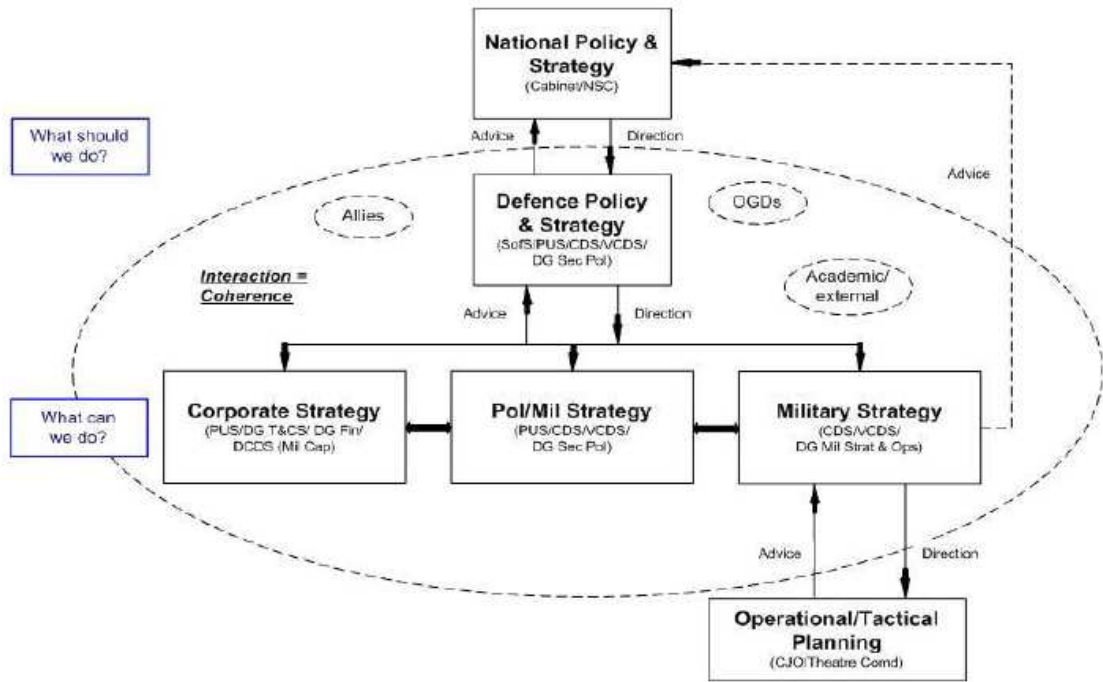 National Policy &
Strategy
(Cabinet/NSC)
What should
we do?
Advice
Direction
Advice
Allies
OGDs
Defence Policy
& Strategy
(SofS/PUS/CDS/VCDS/
DG Sec Pol)
Interaction =
Coherence
Academic/
external
Advice
Direction
What can
we do?
Corporate Strategy
(PUS/DG T&CS/ DG Fin/
DCDS (Mil Cap)
Pol/Mil Strategy
(PUS/CDS/VCDS/
DG Sec Pol)
Military Strategy
(CDS/VCDS/
DG Mil Strat & Ops)
Advice
Direction
Operational/Tactical
Planning
(CJO/Theatre Comd)